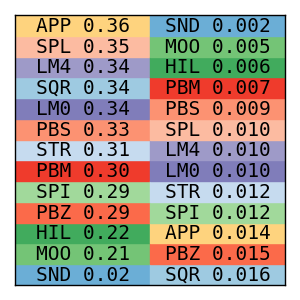 APP 0.36 SND 0.002
SPL 0.35 MOO 0.005
LM4 0.34 HIL 0.006
SQR 0.34 PBM 0.007
LM0 0.34 PBS 0.009
PBS 0.33 SPL 0.010
STR 0.31 LM4 0.010
PBM 0.30 LM0 0.010
SPI 0.29 STR 0.012
PBZ 0.29 SPI 0.012
HIL 0.22 APP 0.014
MOO 0.21 PBZ 0.015
SND 0.02 SQR 0.016